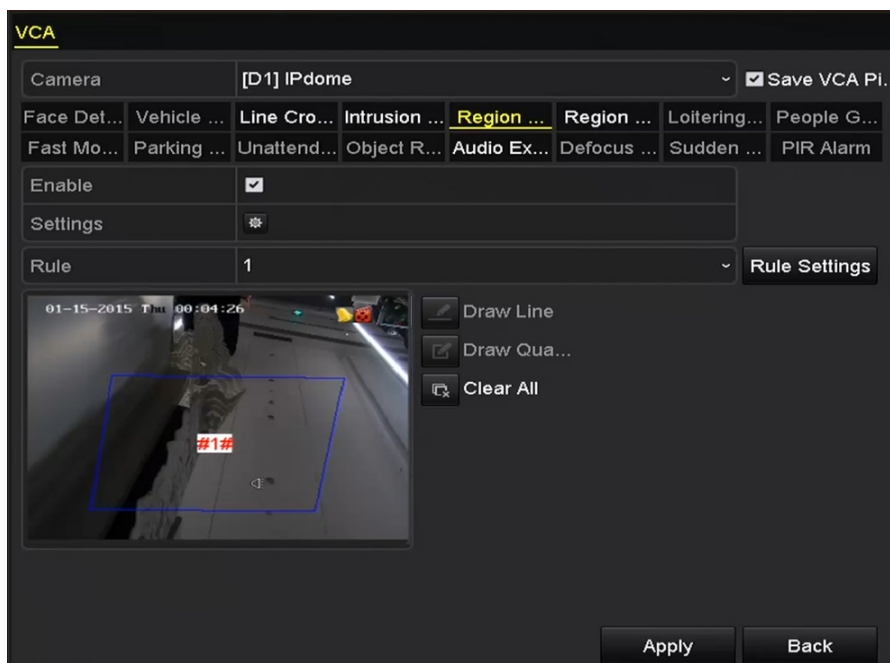 VCA
Camera [D1] IPdome Save VCA Pi...
Face Det... Vehicle ... Line Cro... Intrusion ... Region ... Region ... Loitering... People G...
Fast Mo... Parking ... Unattend... Object R... Audio Ex... Defocus ... Sudden ... PIR Alarm
Enable
Settings
Rule 1 Rule Settings
01-15-2015 Thu 00:04:26
Draw Line
Draw Qua...
Clear All
#1#
Apply Back